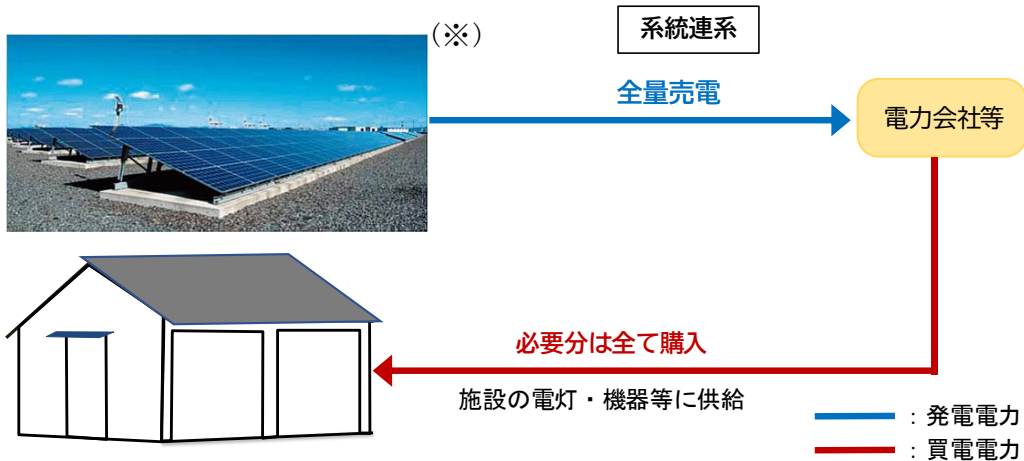 （※）
系統連系
全量売電
電力会社等
必要分は全て購入
施設の電灯・機器等に供給
：発電電力
：買電電力